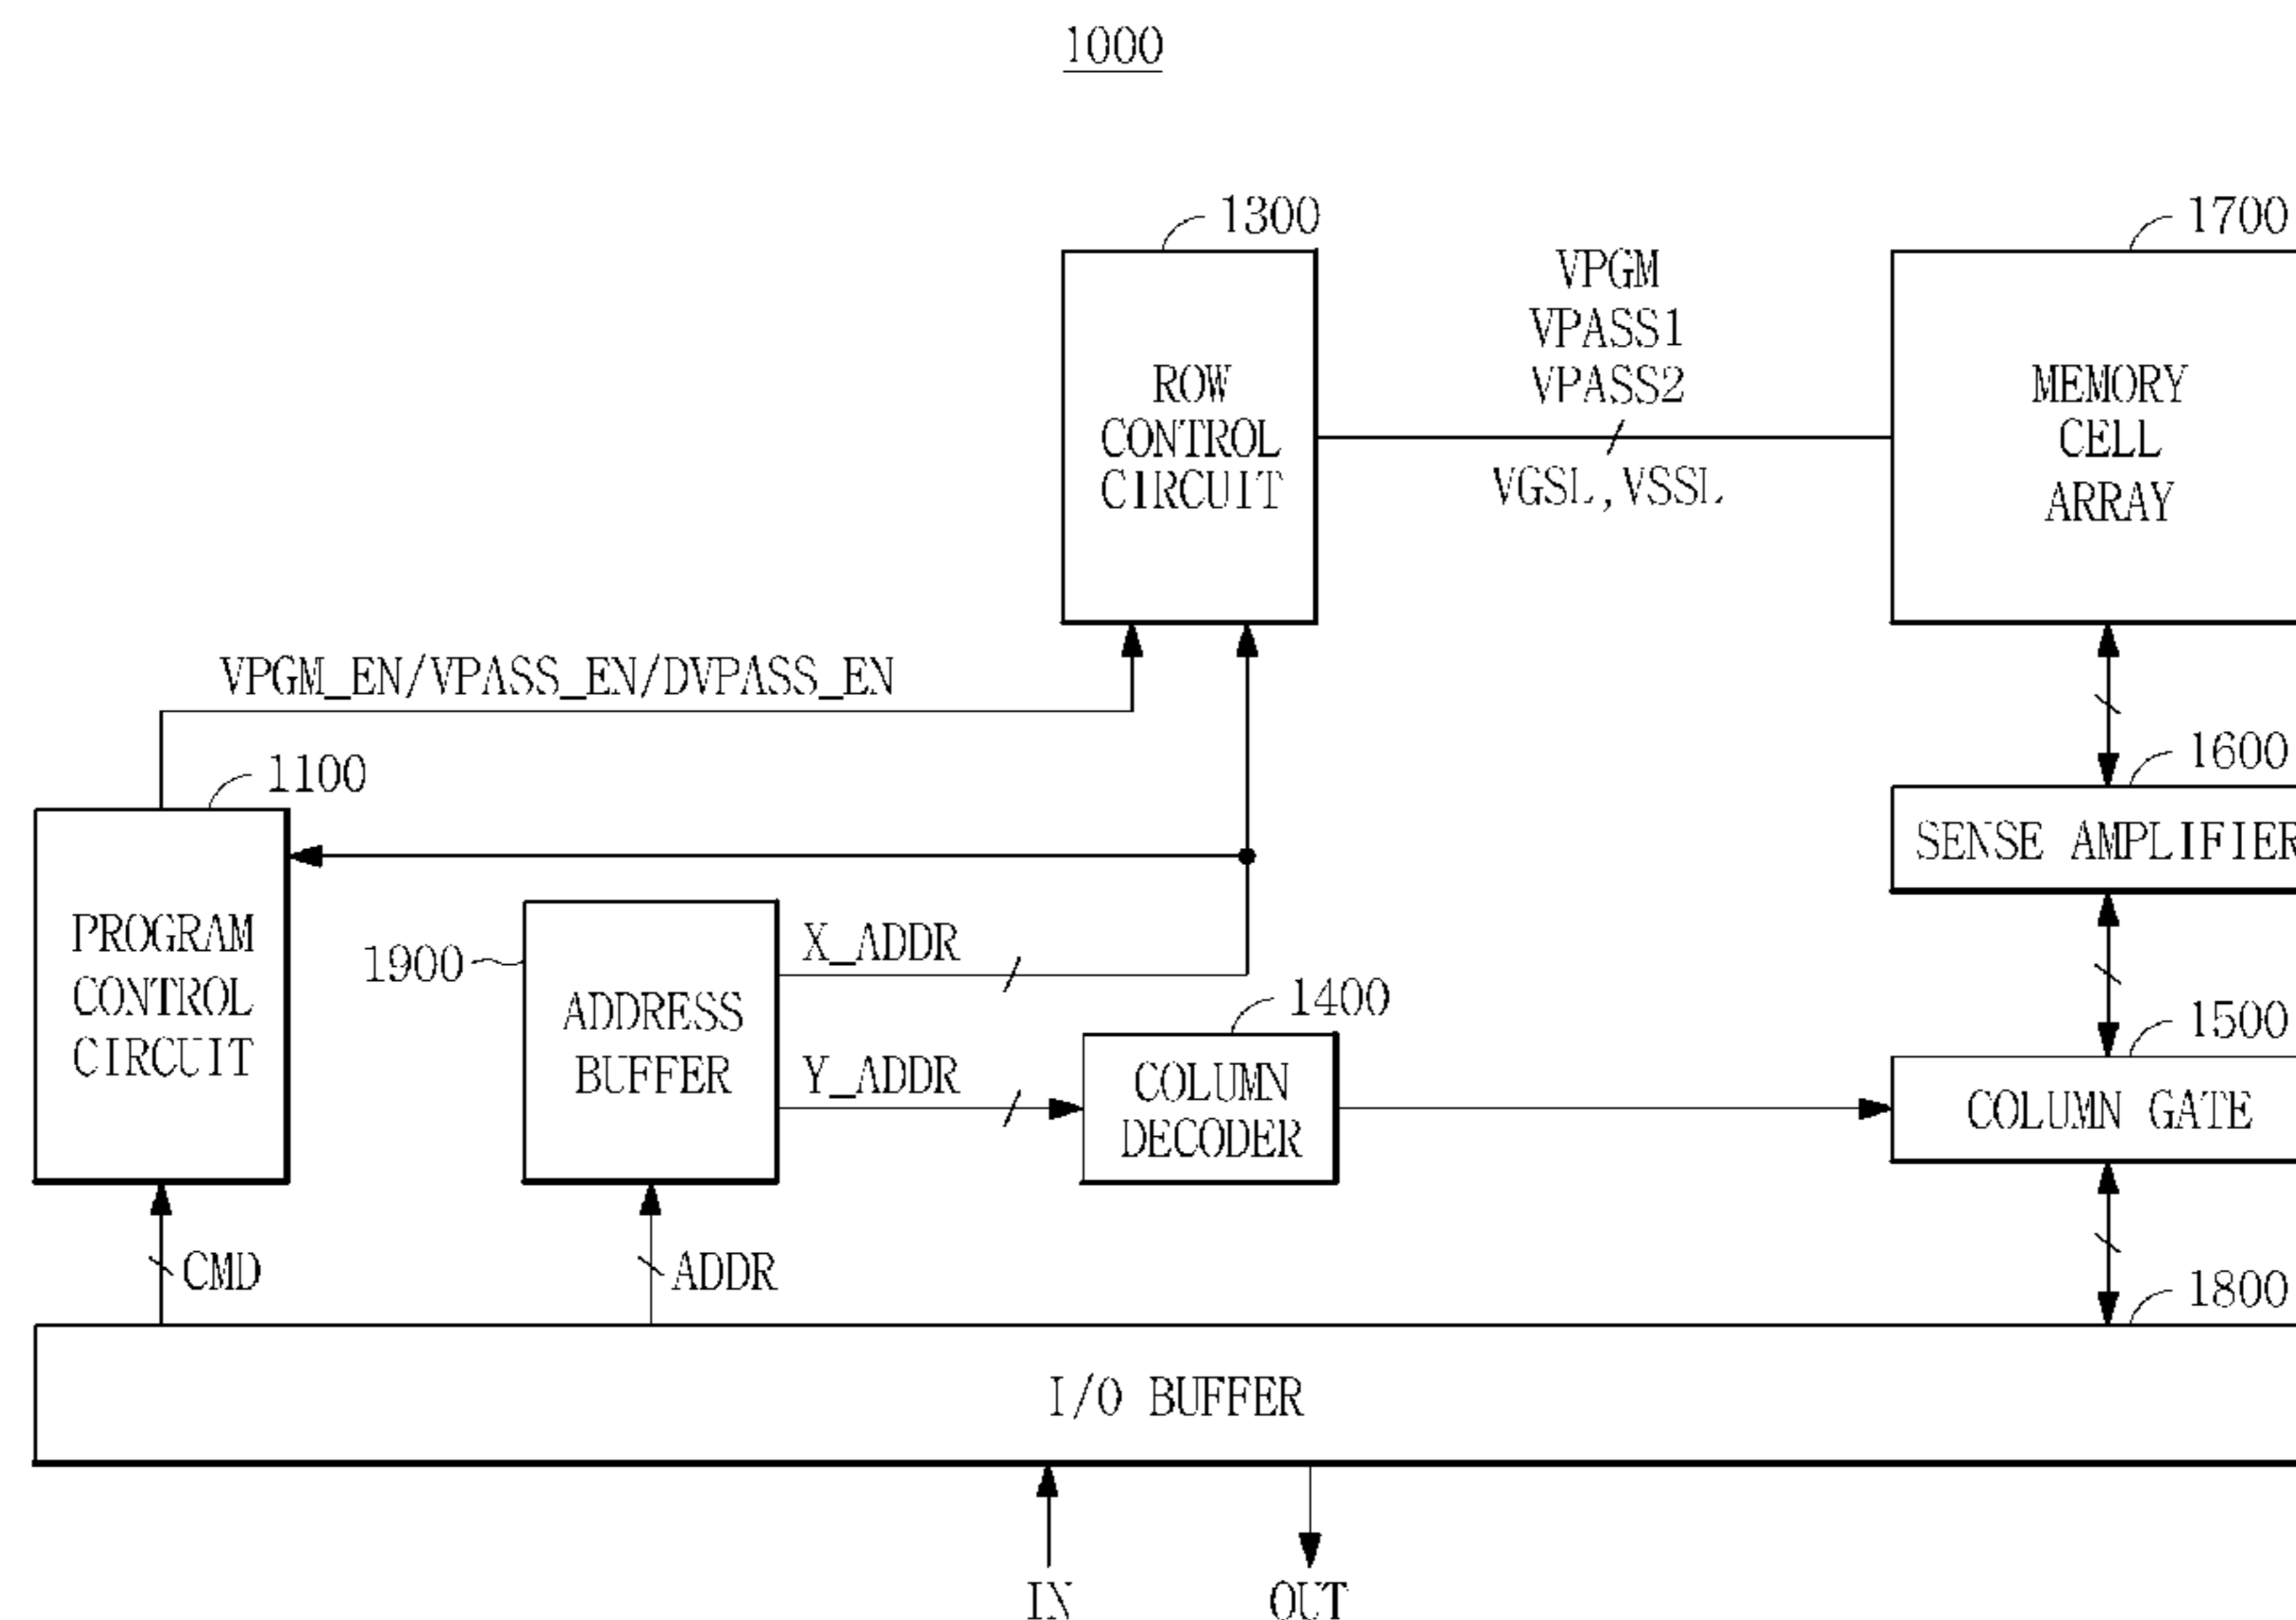 1000
1300
1700
VPGM
VPASS1
VPASS2
ROW
CONTROL
CIRCUIT
MEMORY
CELL
ARRAY
VGSL,VSSL
VPGM_EN/VPASS_EN/DVPASS_EN
1100
1600
SENSE AMPLIFIER
PROGRAM
CONTROL
CIRCUIT
1900
ADDRESS
BUFFER
X_ADDR
Y_ADDR
1400
COLUMN
DECODER
1500
COLUMN GATE
CMD
ADDR
1800
I/O BUFFER
IN
OUT